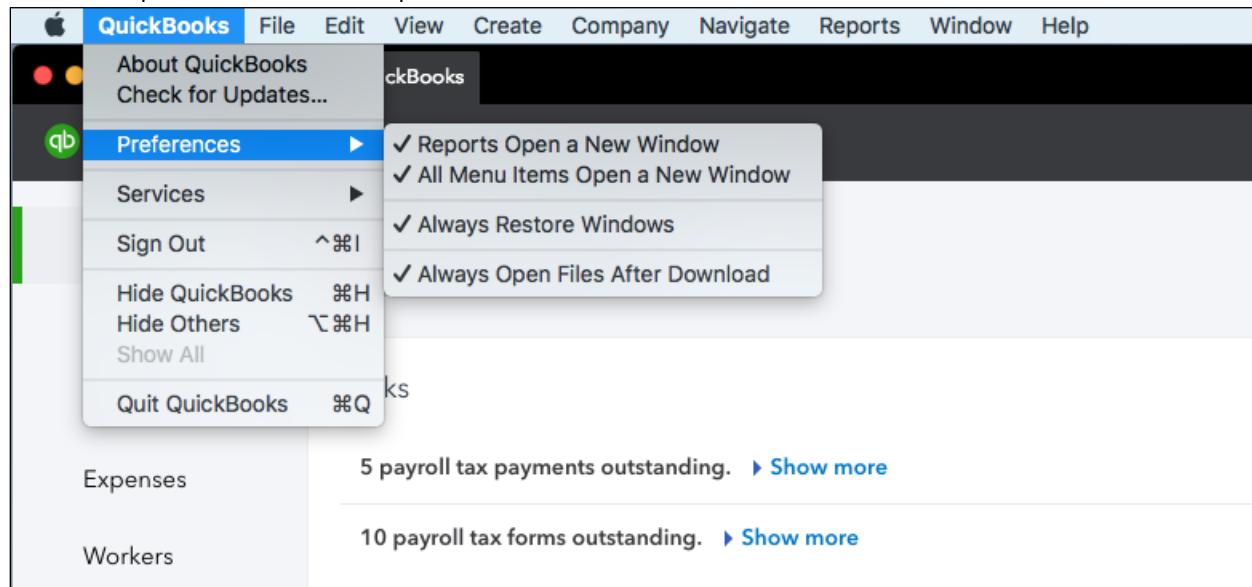 QuickBooks File Edit View Create Company Navigate Reports Window Help
About QuickBooks
Check for Updates...
ckBooks
qb
Preferences ▶
✓ Reports Open a New Window
✓ All Menu Items Open a New Window
Services ▶
✓ Always Restore Windows
Sign Out ^⌘I
✓ Always Open Files After Download
Hide QuickBooks ⌘H
Hide Others ⌥⌘H
Show All
Quit QuickBooks ⌘Q
ks
Expenses
5 payroll tax payments outstanding. Show more
10 payroll tax forms outstanding. Show more
Workers